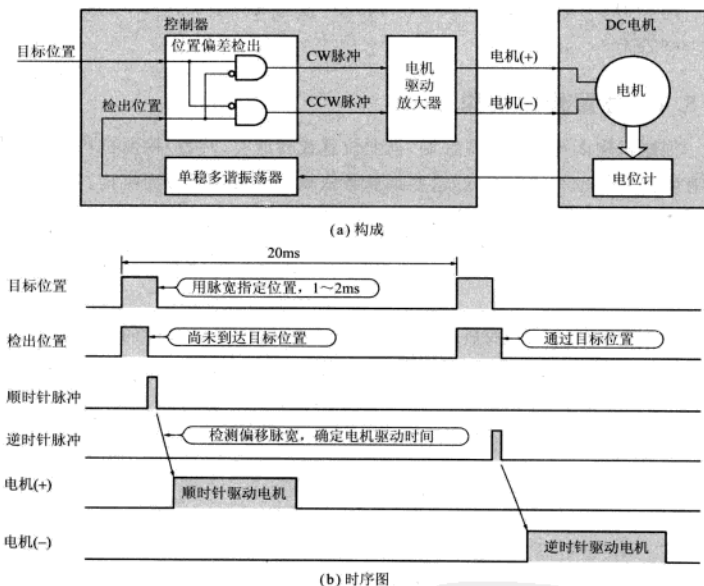 控制器
DC电机
目标位置
位置偏差检出
CW脉冲
电机(+)
电机
驱动
放大器
电机
检出位置
CCW脉冲
电机(−)
单稳多谐振荡器
电位计
(a) 构成
20ms
目标位置
用脉宽指定位置，1～2ms
检出位置
尚未到达目标位置
通过目标位置
顺时针脉冲
逆时针脉冲
检测偏移脉宽，确定电机驱动时间
电机(+)
顺时针驱动电机
电机(−)
逆时针驱动电机
(b) 时序图